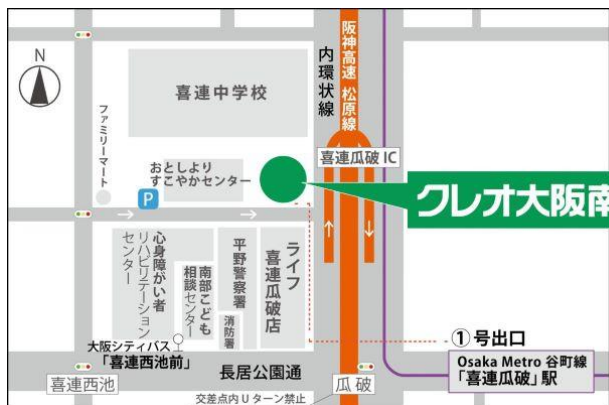 N
喜連中学校
ファミリーマート
おとしより
すこやかセンター
P
内環状線
阪神高速 松原線
喜連瓜破 IC
クレオ大阪南
心身障がい者
リハビリテーション
センター
南部こども
相談センター
平野警察署
消防署
ライフ
喜連瓜破店
大阪シティバス
「喜連西池前」
①号出口
Osaka Metro 谷町線
「喜連瓜破」駅
喜連西池
長居公園通
瓜破
交差点内Uターン禁止